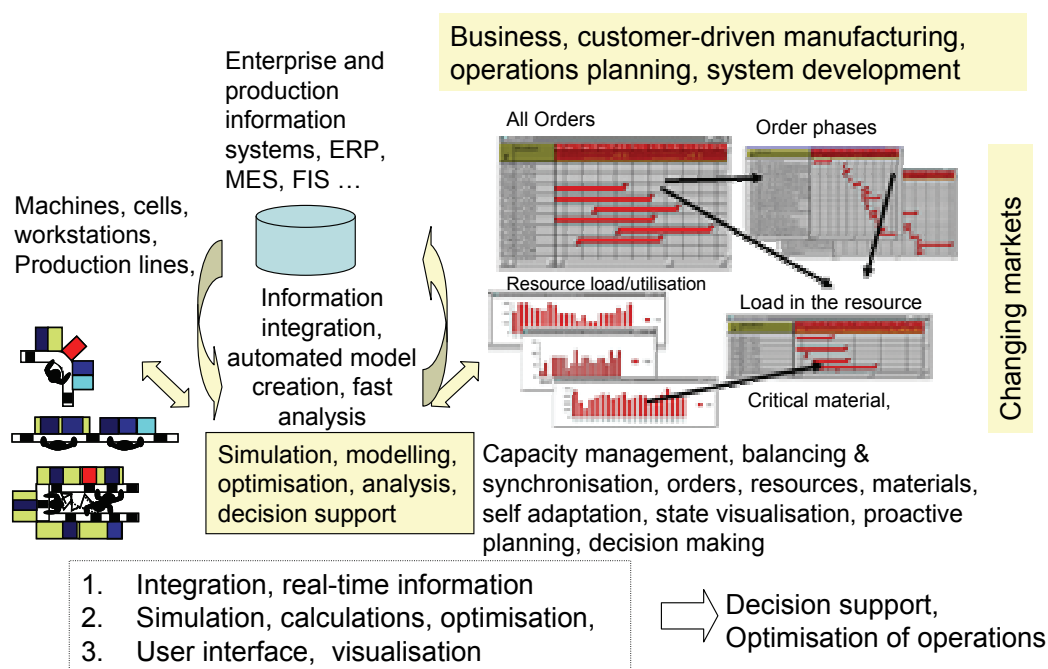 Business, customer-driven manufacturing,
operations planning, system development
Enterprise and
production
information
systems, ERP,
MES, FIS …
Machines, cells,
workstations,
Production lines,
All Orders
Order phases
Changing markets
Information
integration,
automated model
creation, fast
analysis
Resource load/utilisation
Load in the resource
Critical material,
Simulation, modelling,
optimisation, analysis,
decision support
Capacity management, balancing &
synchronisation, orders, resources, materials,
self adaptation, state visualisation, proactive
planning, decision making
1. Integration, real-time information
2. Simulation, calculations, optimisation,
3. User interface, visualisation
Decision support,
Optimisation of operations